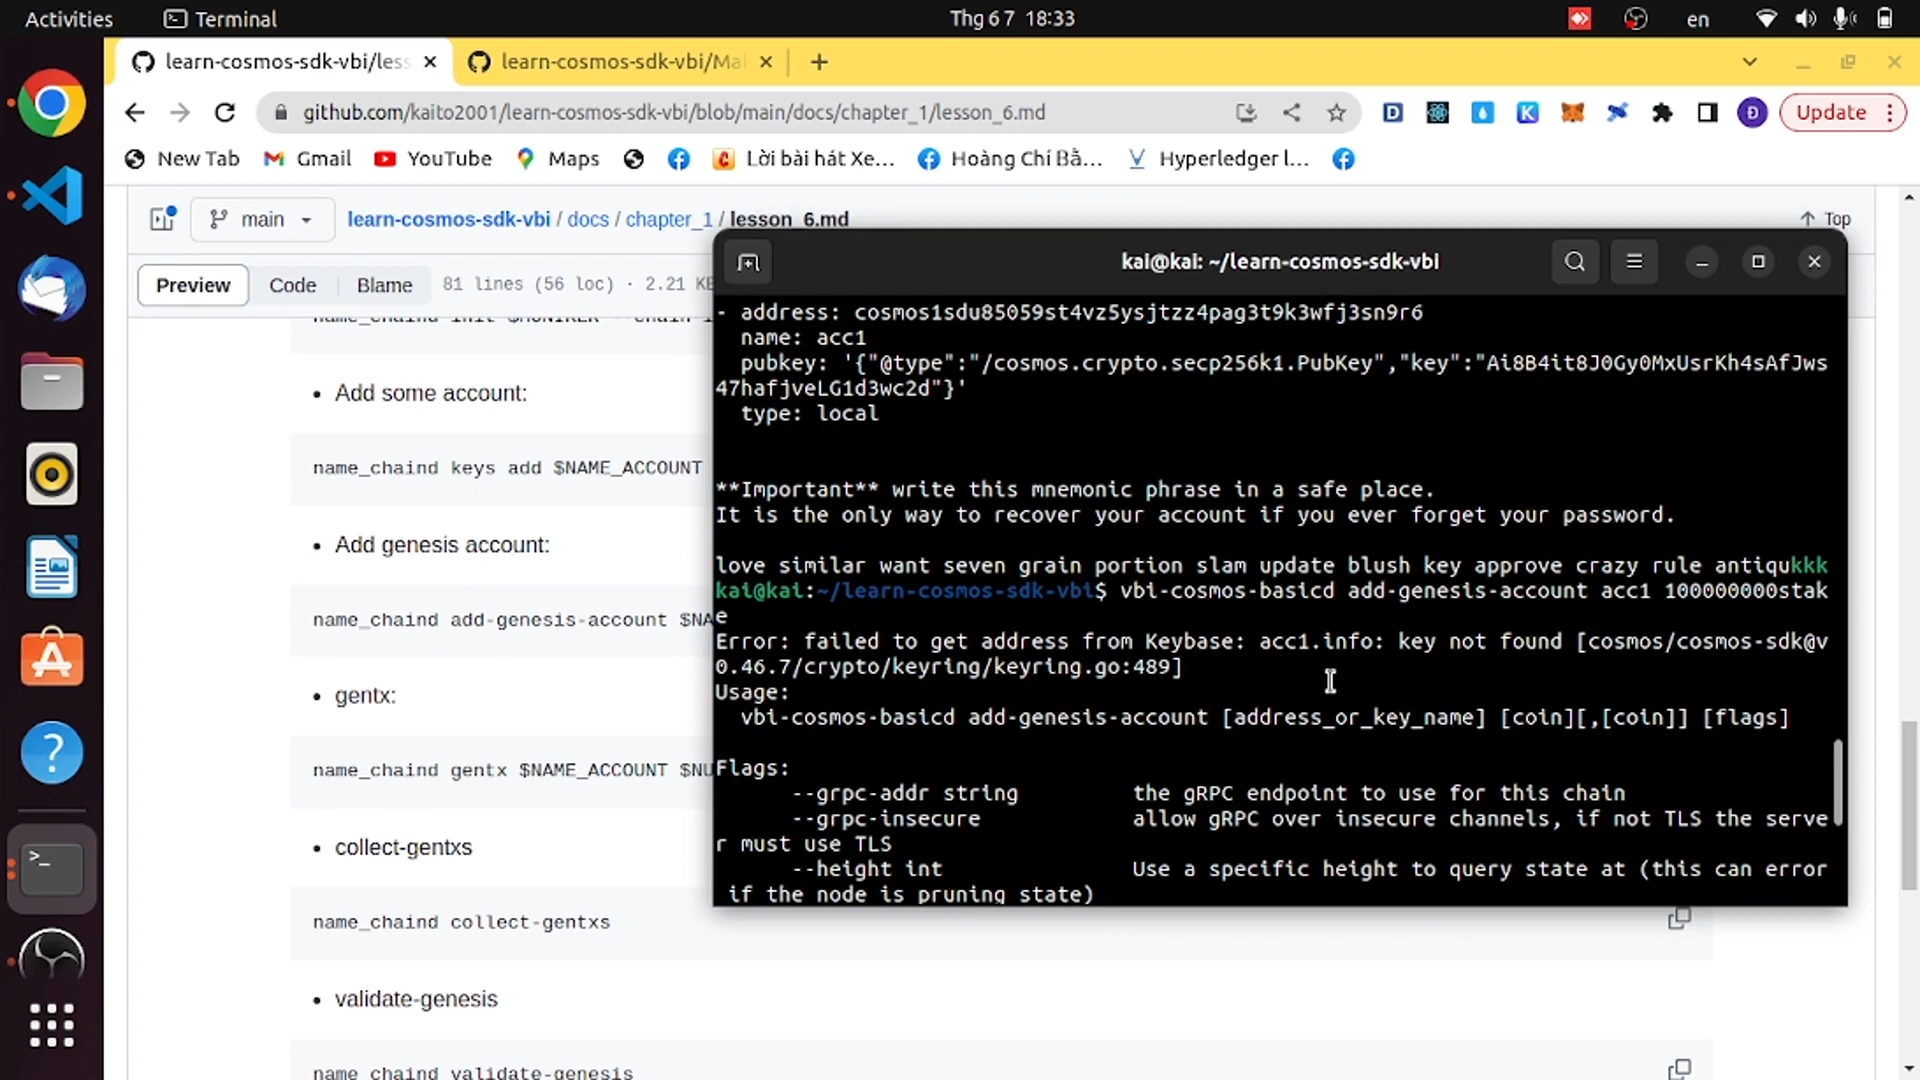 Activities
Terminal
Thg 6 7 18:33
en
learn-cosmos-sdk-vbi/less
learn-cosmos-sdk-vbi/Mai
github.com/kaito2001/learn-cosmos-sdk-vbi/blob/main/docs/chapter_1/lesson_6.md
Update
New Tab
Gmail
YouTube
Maps
Lời bài hát Xe...
Hoàng Chí Bằ...
Hyperledger l...
main
learn-cosmos-sdk-vbi / docs / chapter_1 / lesson_6.md
Top
Preview
Code
Blame
81 lines (56 loc) · 2.21 KB
name_chaind init $MONIKER --chain-i
• Add some account:
name_chaind keys add $NAME_ACCOUNT
• Add genesis account:
name_chaind add-genesis-account $NA
• gentx:
name_chaind gentx $NAME_ACCOUNT $NU
• collect-gentxs
name_chaind collect-gentxs
• validate-genesis
name_chaind validate-genesis
kai@kai: ~/learn-cosmos-sdk-vbi
- address: cosmos1sdu85059st4vz5ysjtzz4pag3t9k3wfj3sn9r6
name: acc1
pubkey: '{"@type":"/cosmos.crypto.secp256k1.PubKey","key":"Ai8B4it8J0Gy0MxUsrKh4sAfJws
47hafjveLG1d3wc2d"}'
type: local
**Important** write this mnemonic phrase in a safe place.
It is the only way to recover your account if you ever forget your password.
love similar want seven grain portion slam update blush key approve crazy rule antiqukkk
kai@kai:~/learn-cosmos-sdk-vbi$ vbi-cosmos-basicd add-genesis-account acc1 100000000stak
e
Error: failed to get address from Keybase: acc1.info: key not found [cosmos/cosmos-sdk@v
0.46.7/crypto/keyring/keyring.go:489]
Usage:
vbi-cosmos-basicd add-genesis-account [address_or_key_name] [coin][,[coin]] [flags]
Flags:
--grpc-addr string the gRPC endpoint to use for this chain
--grpc-insecure allow gRPC over insecure channels, if not TLS the serve
r must use TLS
--height int Use a specific height to query state at (this can error
if the node is pruning state)